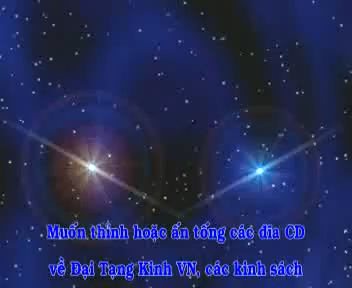 Muốn thỉnh hoặc ấn tống các đĩa CD
về Đại Tạng Kinh VN, các kinh sách